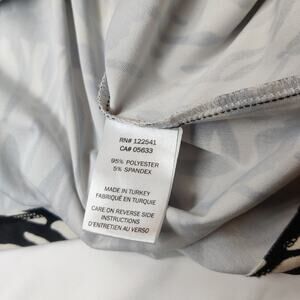 RN# 122541
CA# 05633
95% POLYESTER
5% SPANDEX
MADE IN TURKEY
FABRIQUÉ EN TURQUIE
CARE ON REVERSE SIDE
INSTRUCTIONS
D'ENTRETIEN AU VERSO